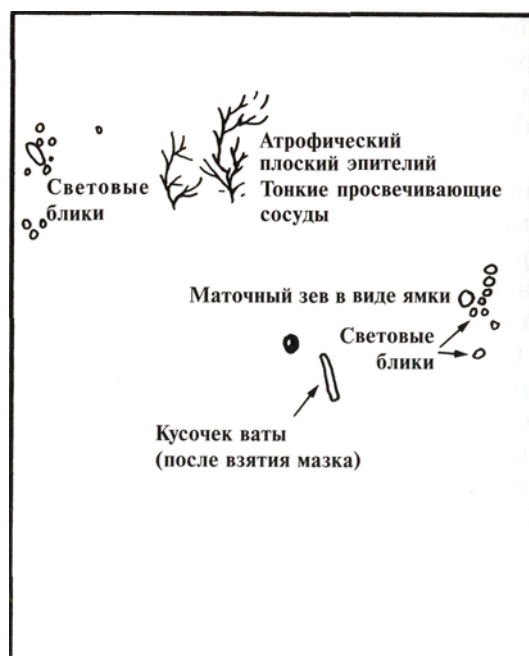 Атрофический
плоский эпителий
Тонкие просвечивающие
сосуды
Световые
блики
Маточный зев в виде ямки
Световые
блики
Кусочек ваты
(после взятия мазка)